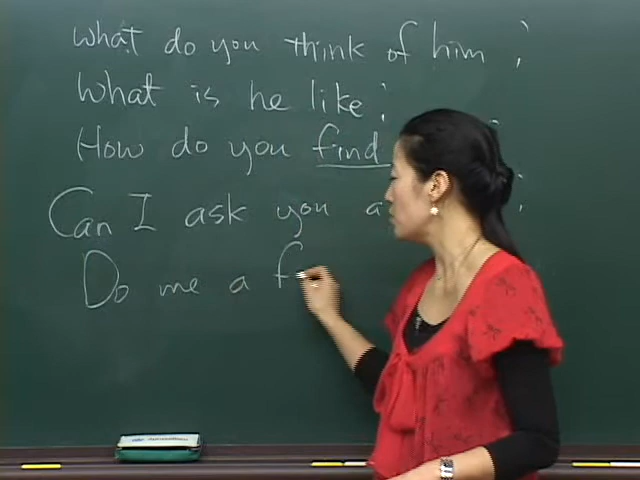 what do you think of him ;
What is he like ;
How do you find
Can I ask you a ;
Do me a f